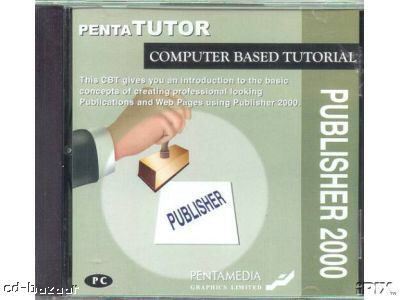 PENTATUTOR
COMPUTER BASED TUTORIAL
This CBT gives you an introduction to the basic
concepts of creating professional looking
Publications and Web Pages using Publisher 2000.
PUBLISHER 2000
PUBLISHER
PENTAMEDIA
GRAPHICS LIMITED
PC
cd-bazaar
iPIX